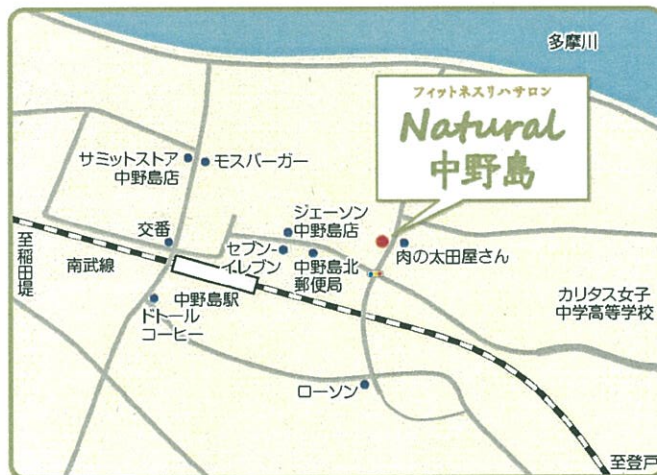 多摩川
フィットネスリハサロン
Natural
中野島
サミットストア
中野島店
モスバーガー
ジェーソン
中野島店
交番
セブン-
イレブン
中野島北
郵便局
肉の太田屋さん
至稲田堤
南武線
中野島駅
ドトール
コーヒー
カリタス女子
中学高等学校
ローソン
至登戸